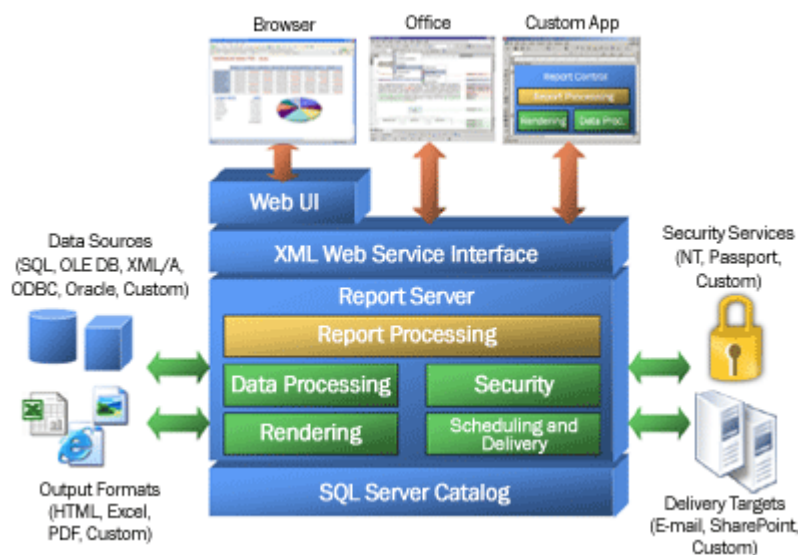 Browser
Office
Custom App
Report Control
Report Processing
Rendering
Data Proc.
Web UI
XML Web Service Interface
Data Sources
(SQL, OLE DB, XML/A,
ODBC, Oracle, Custom)
Security Services
(NT, Passport,
Custom)
Report Server
Report Processing
Data Processing
Security
Rendering
Scheduling and
Delivery
SQL Server Catalog
Output Formats
(HTML, Excel,
PDF, Custom)
Delivery Targets
(E-mail, SharePoint,
Custom)